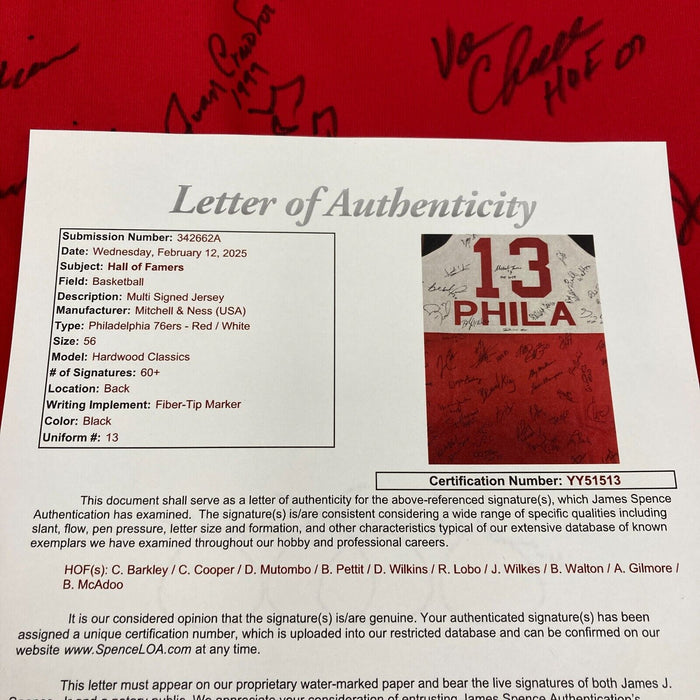 Van Chancellor HOF 07
Joan Crawford
1997
Letter of Authenticity
Submission Number: 342662A
Date: Wednesday, February 12, 2025
Subject: Hall of Famers
Field: Basketball
Description: Multi Signed Jersey
Manufacturer: Mitchell & Ness (USA)
Type: Philadelphia 76ers - Red / White
Size: 56
Model: Hardwood Classics
# of Signatures: 60+
Location: Back
Writing Implement: Fiber-Tip Marker
Color: Black
Uniform #: 13
13
PHILA
Certification Number: YY51513
This document shall serve as a letter of authenticity for the above-referenced signature(s), which James Spence
Authentication has examined. The signature(s) is/are consistent considering a wide range of specific qualities including
slant, flow, pen pressure, letter size and formation, and other characteristics typical of our extensive database of known
exemplars we have examined throughout our hobby and professional careers.
HOF(s): C. Barkley / C. Cooper / D. Mutombo / B. Pettit / D. Wilkins / R. Lobo / J. Wilkes / B. Walton / A. Gilmore /
B. McAdoo
It is our considered opinion that the signature(s) is/are genuine. Your authenticated signature(s) has been
assigned a unique certification number, which is uploaded into our restricted database and can be confirmed on our
website www.SpenceLOA.com at any time.
This letter must appear on our proprietary water-marked paper and bear the live signatures of both James J.